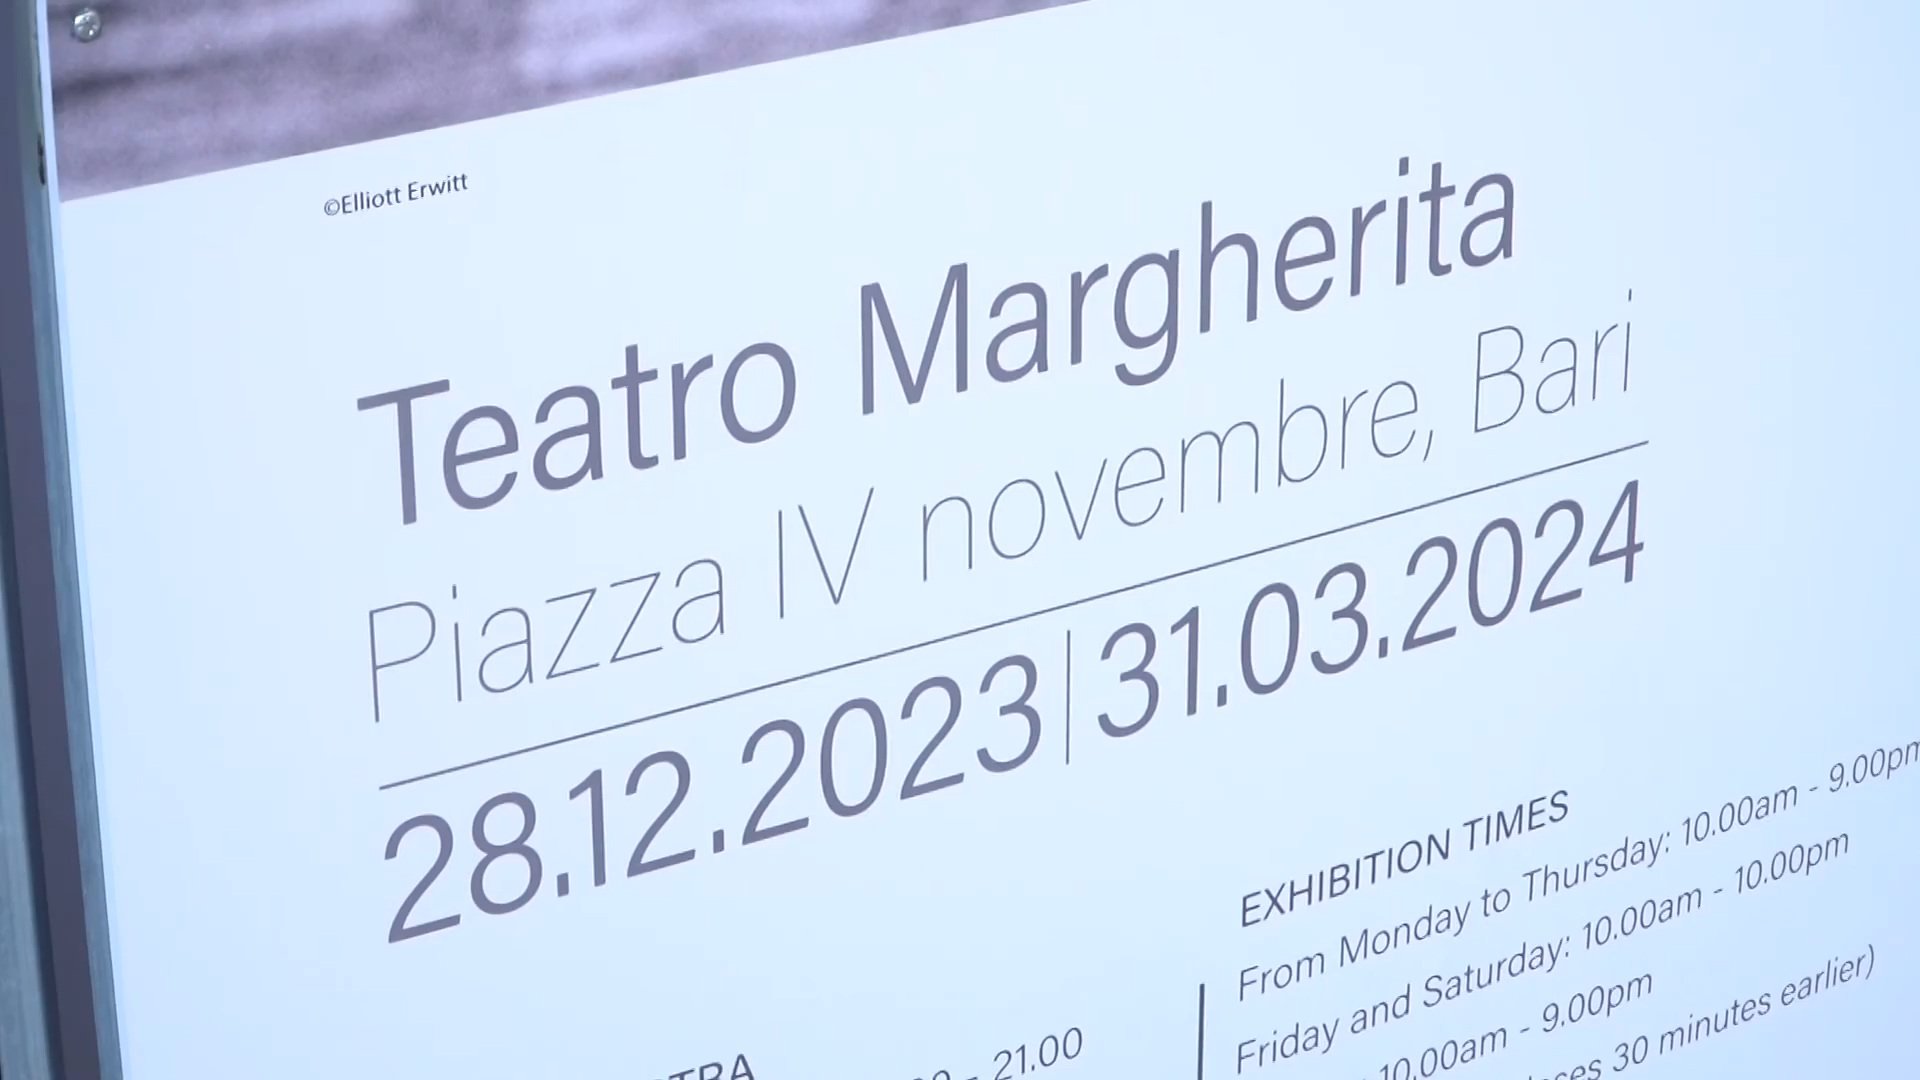 ©Elliott Erwitt
Teatro Margherita
Piazza IV novembre, Bari
28.12.2023|31.03.2024
EXHIBITION TIMES
From Monday to Thursday: 10.00am - 9.00pm
Friday and Saturday: 10.00am - 10.00pm
10.00am - 9.00pm
30 minutes earlier)
- 21.00